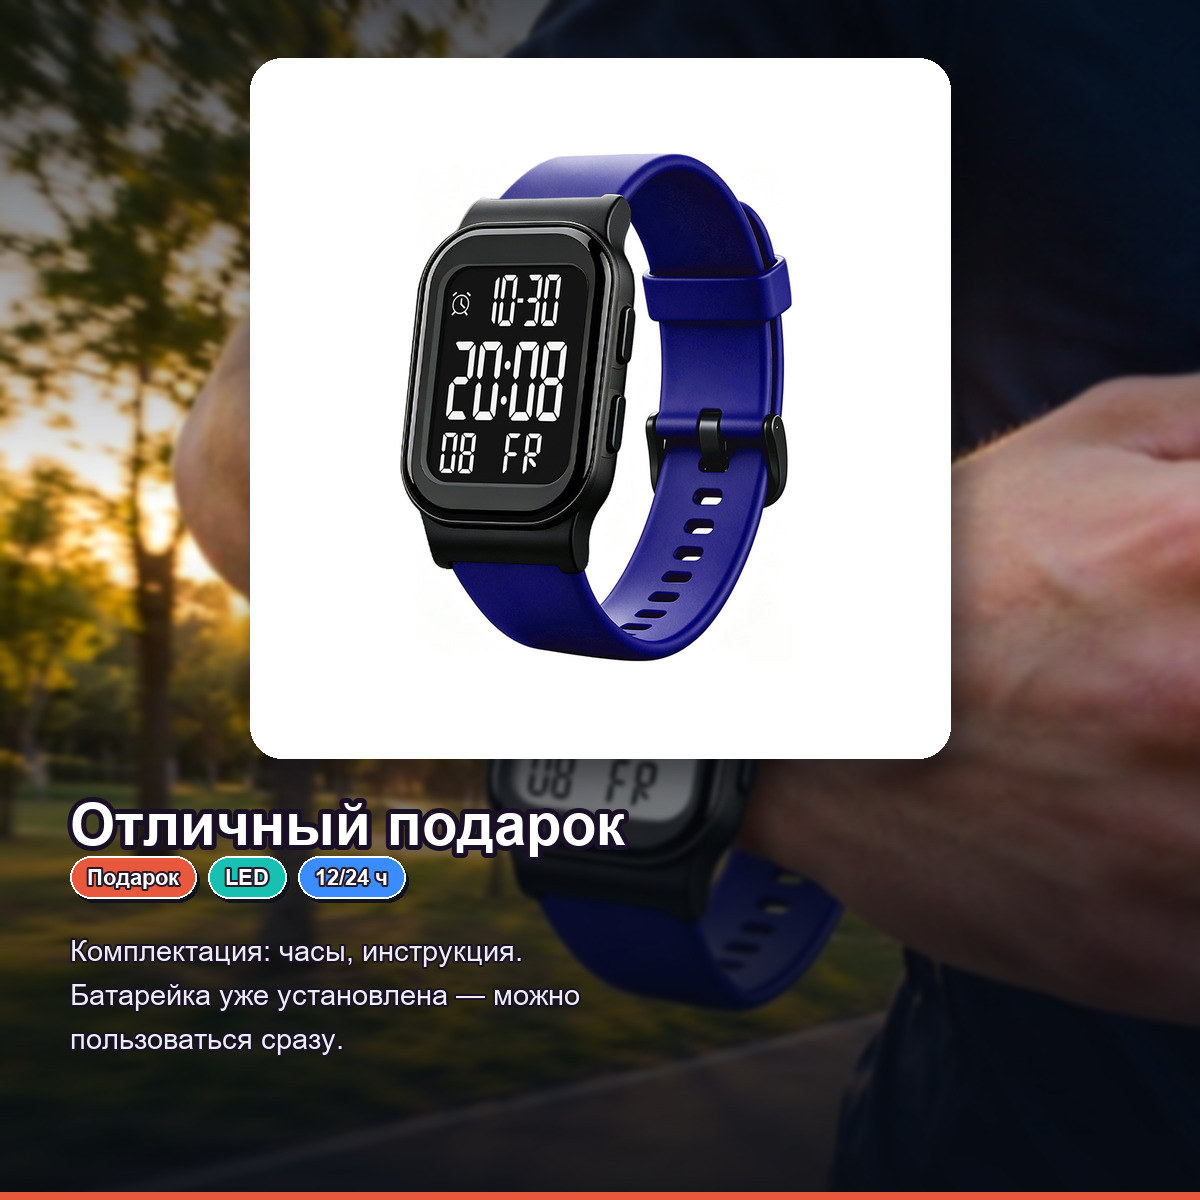 10:30
20:08
08 FR
08 FR
Отличный подарок
Подарок LED 12/24 ч
Комплектация: часы, инструкция.
Батарейка уже установлена — можно
пользоваться сразу.